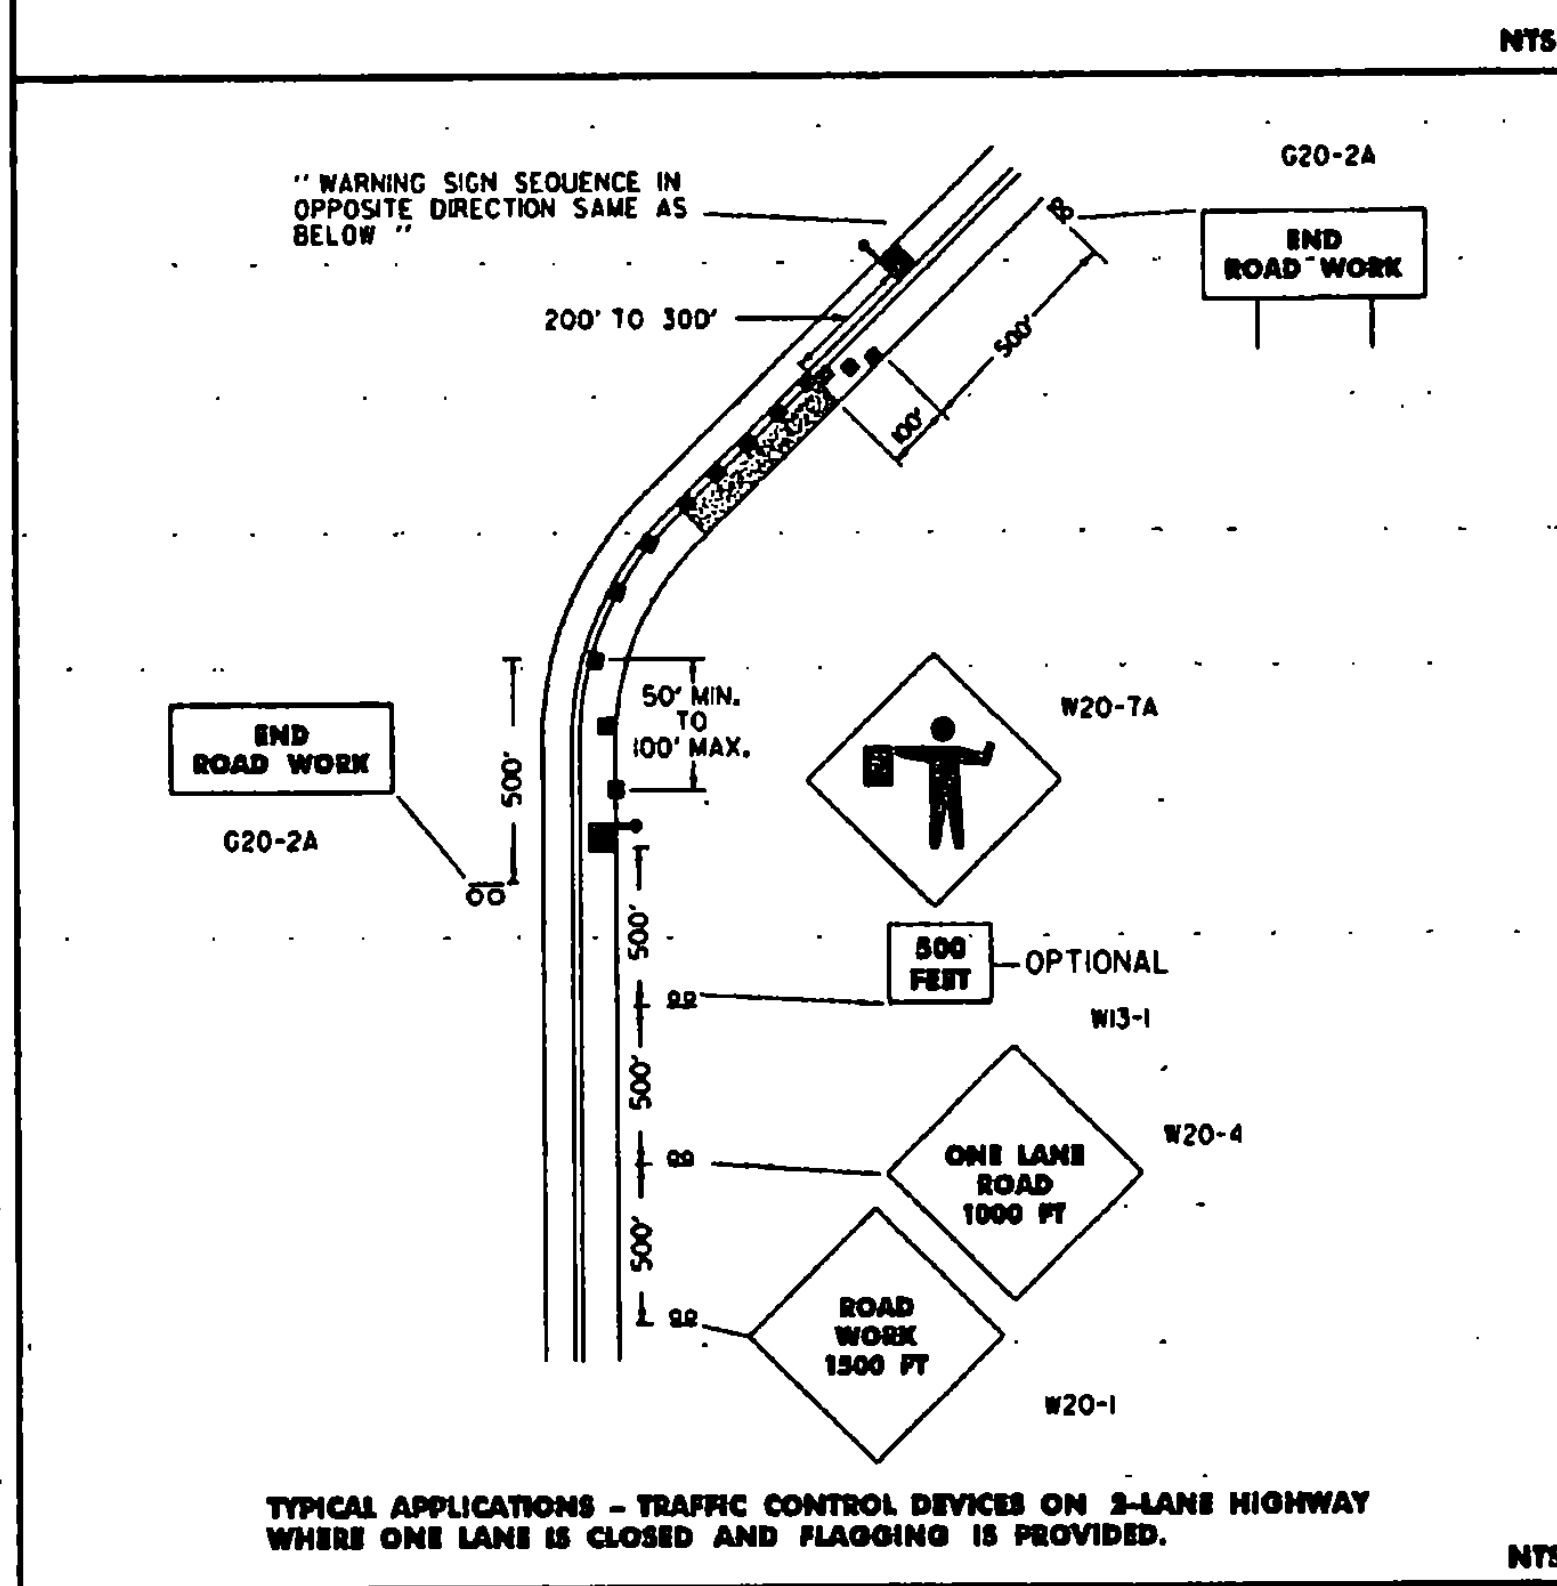 NTS
G20-2A
" WARNING SIGN SEQUENCE IN
OPPOSITE DIRECTION SAME AS
BELOW "
END
ROAD WORK
200' TO 300'
500'
100'
50' MIN.
TO
100' MAX.
W20-7A
END
ROAD WORK
500'
G20-2A
500'
500
FEET
OPTIONAL
W13-1
500'
W20-4
ONE LANE
ROAD
1000 FT
500'
ROAD
WORK
1500 FT
W20-1
TYPICAL APPLICATIONS - TRAFFIC CONTROL DEVICES ON 2-LANE HIGHWAY
WHERE ONE LANE IS CLOSED AND FLAGGING IS PROVIDED.
NTS